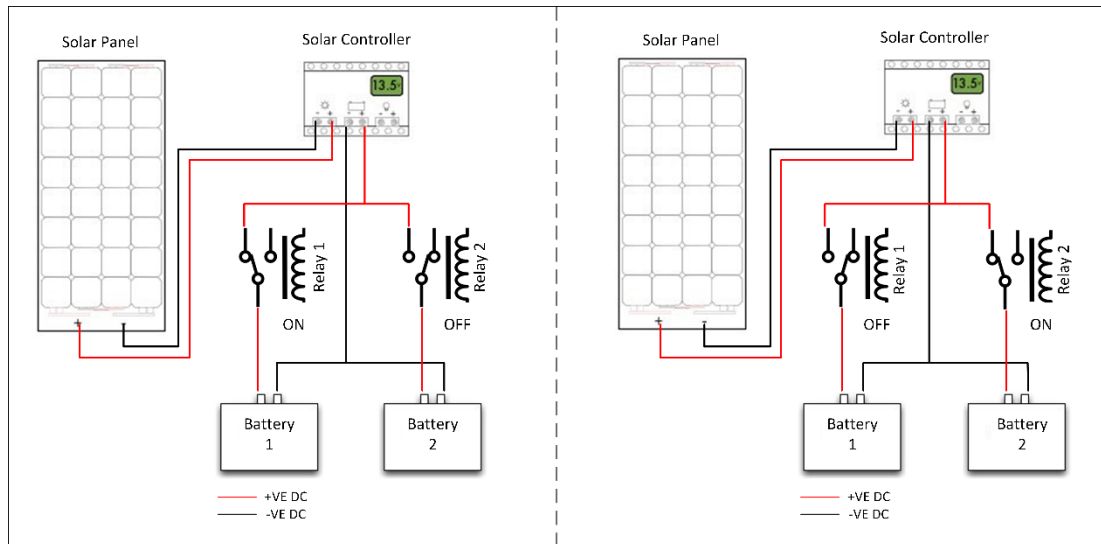 Solar Panel
Solar Controller
13.5v
- + - + - +
Relay 1
Relay 2
ON
OFF
+ -
Battery
1
Battery
2
+VE DC
-VE DC
Solar Panel
Solar Controller
13.5v
- + - + - +
Relay 1
Relay 2
OFF
ON
+ -
Battery
1
Battery
2
+VE DC
-VE DC